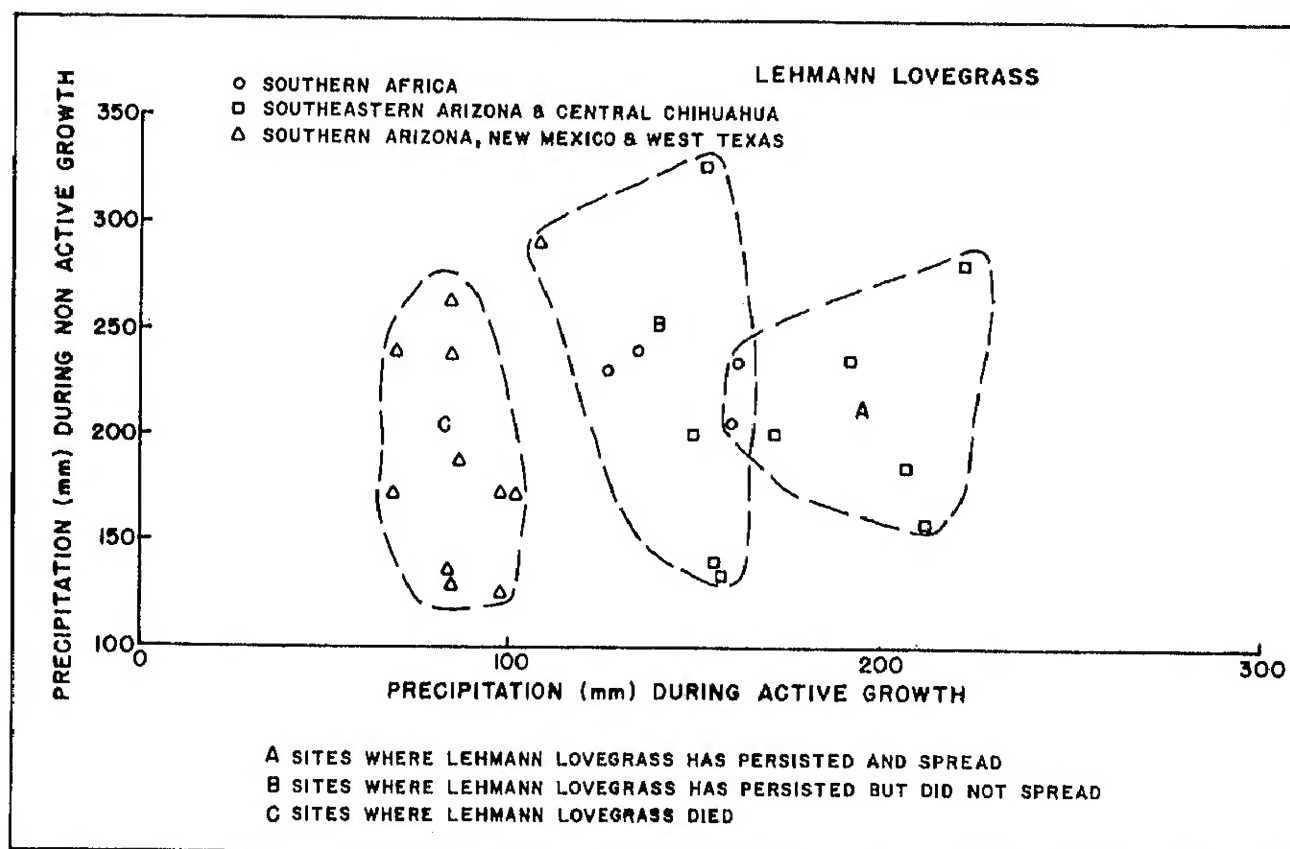 LEHMANN LOVEGRASS
O SOUTHERN AFRICA
□ SOUTHEASTERN ARIZONA & CENTRAL CHIHUAHUA
△ SOUTHERN ARIZONA, NEW MEXICO & WEST TEXAS
PRECIPITATION (mm) DURING NON ACTIVE GROWTH
350
300
250
200
150
100
A
B
C
0 100 200 300
PRECIPITATION (mm) DURING ACTIVE GROWTH
A SITES WHERE LEHMANN LOVEGRASS HAS PERSISTED AND SPREAD
B SITES WHERE LEHMANN LOVEGRASS HAS PERSISTED BUT DID NOT SPREAD
C SITES WHERE LEHMANN LOVEGRASS DIED